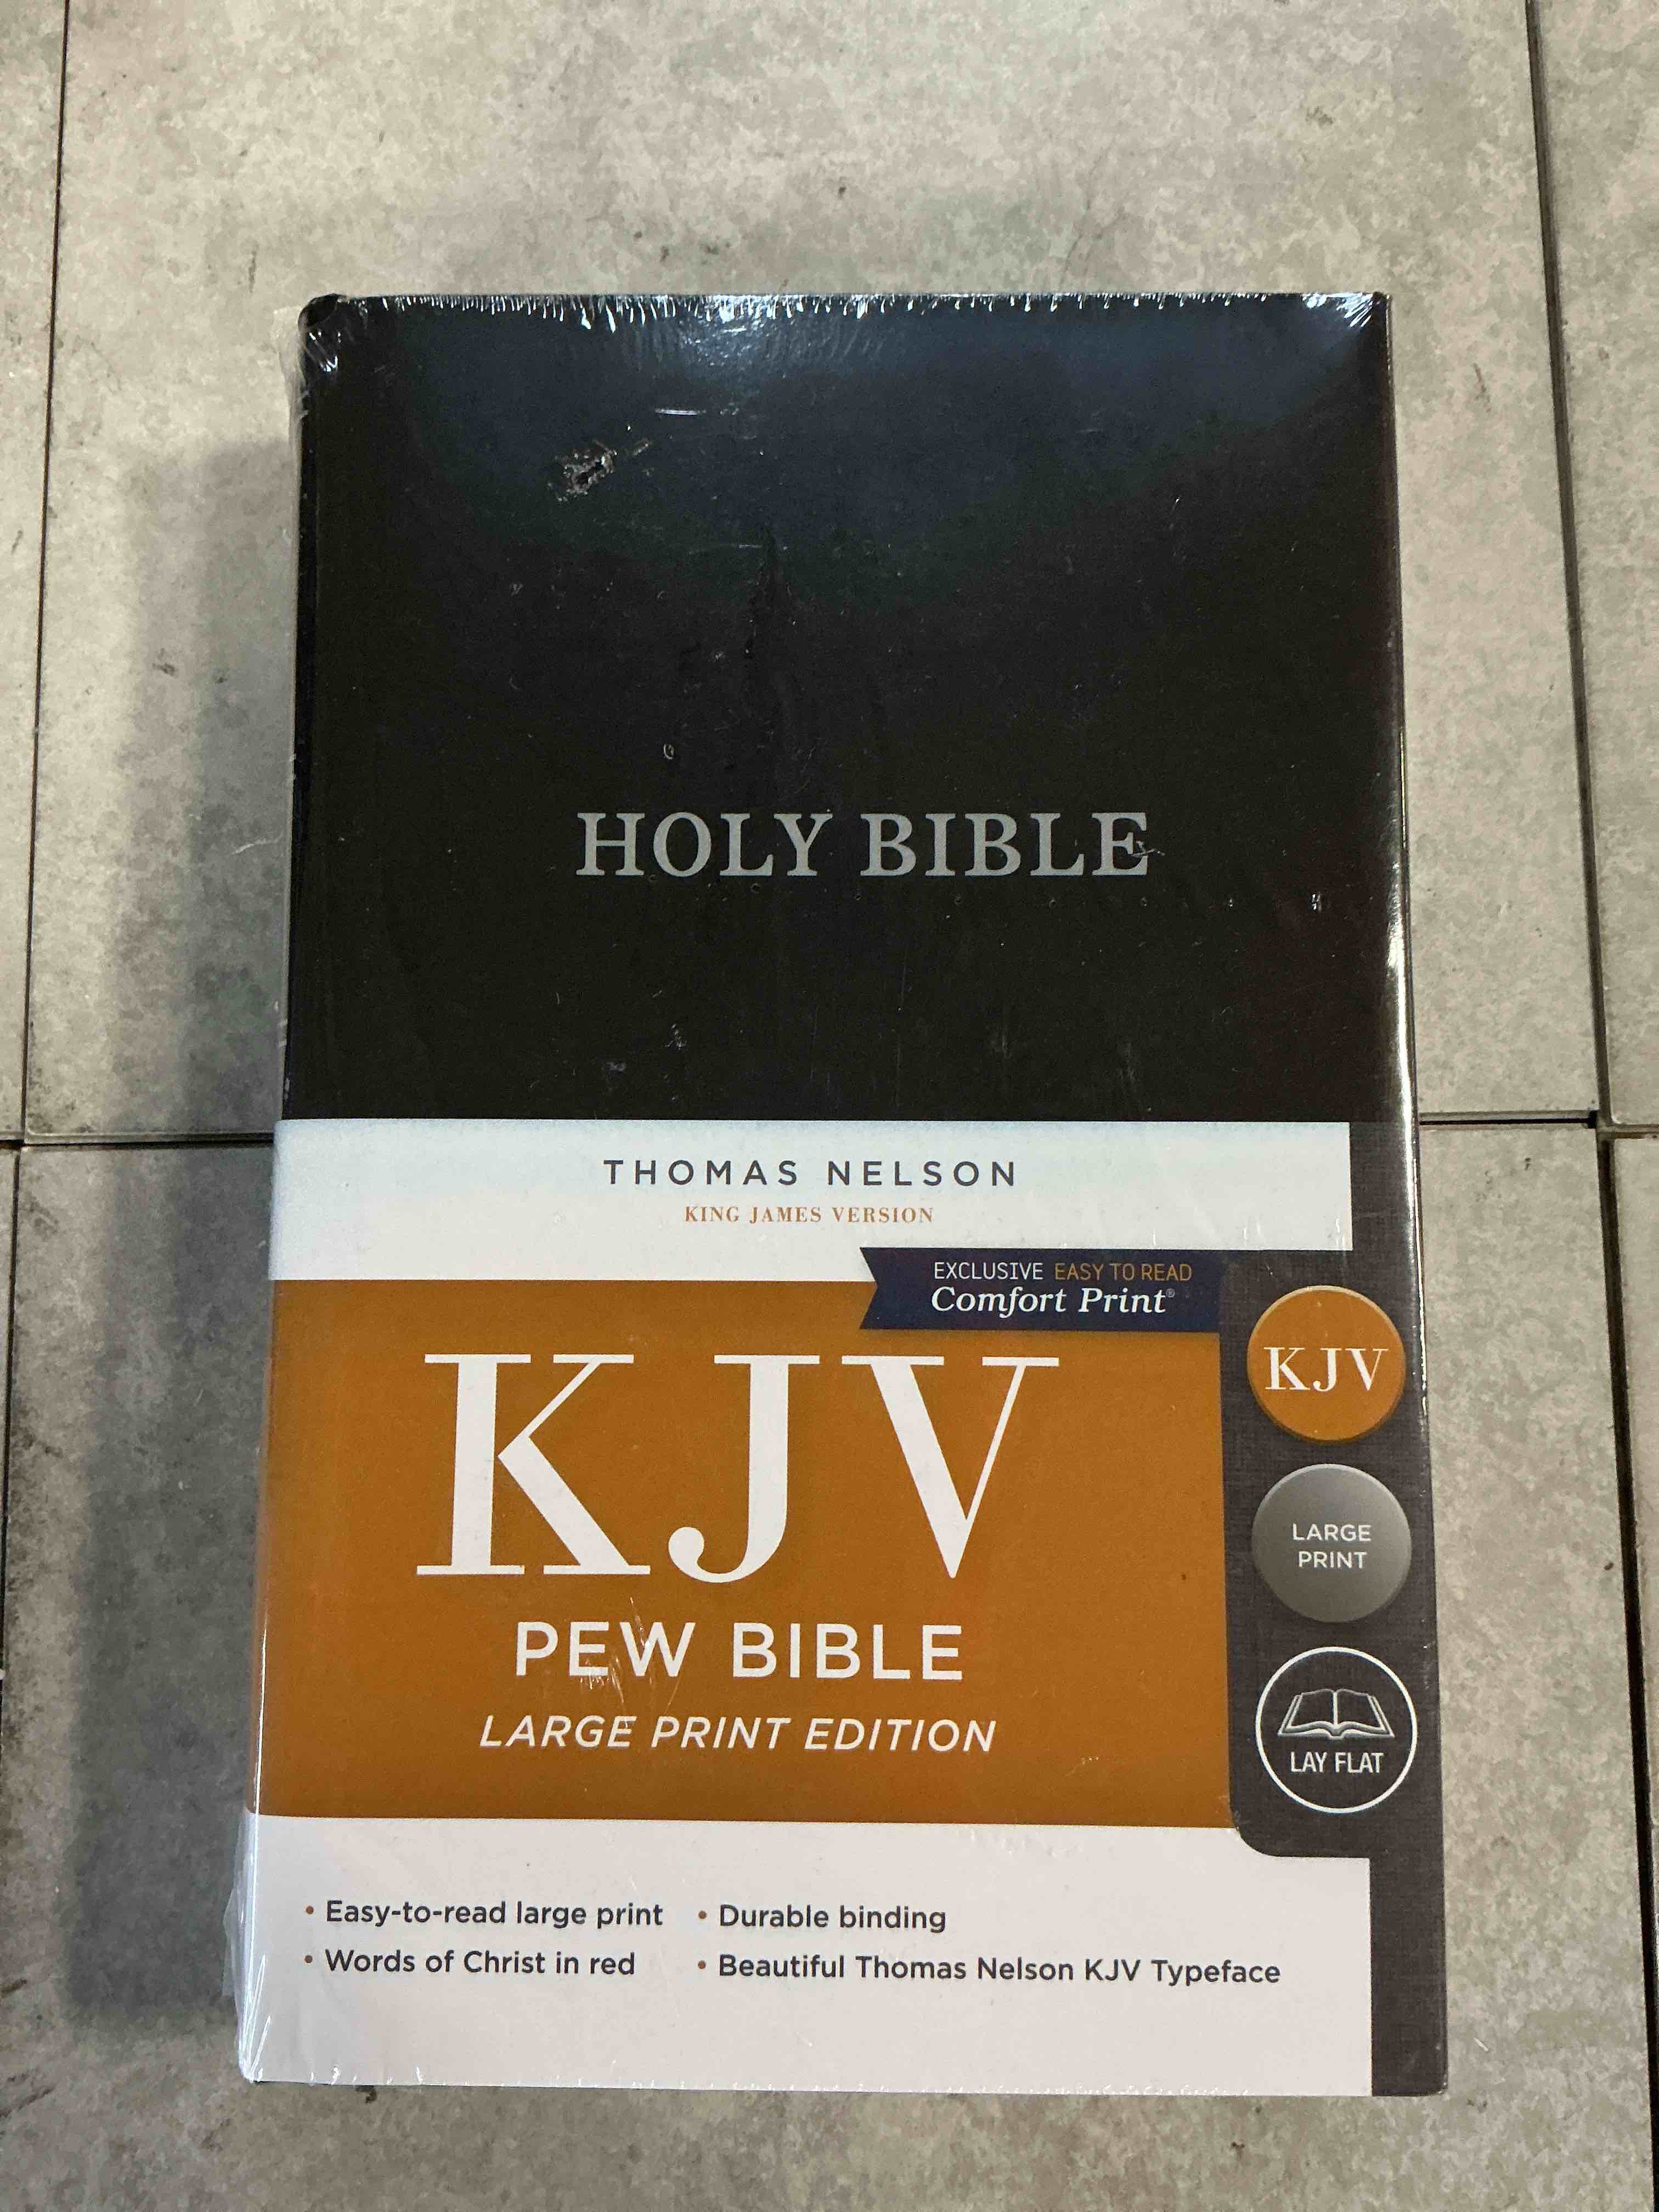 HOLY BIBLE
THOMAS NELSON
KING JAMES VERSION
EXCLUSIVE EASY TO READ
Comfort Print®
KJV
PEW BIBLE
LARGE PRINT EDITION
KJV
LARGE
PRINT
LAY FLAT
• Easy-to-read large print
• Words of Christ in red
• Durable binding
• Beautiful Thomas Nelson KJV Typeface